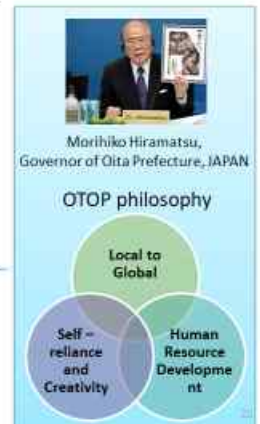 Morihiko Hiramatsu,
Governor of Oita Prefecture, JAPAN
OTOP philosophy
Local to
Global
Self –
reliance
and
Creativity
Human
Resource
Developme
nt